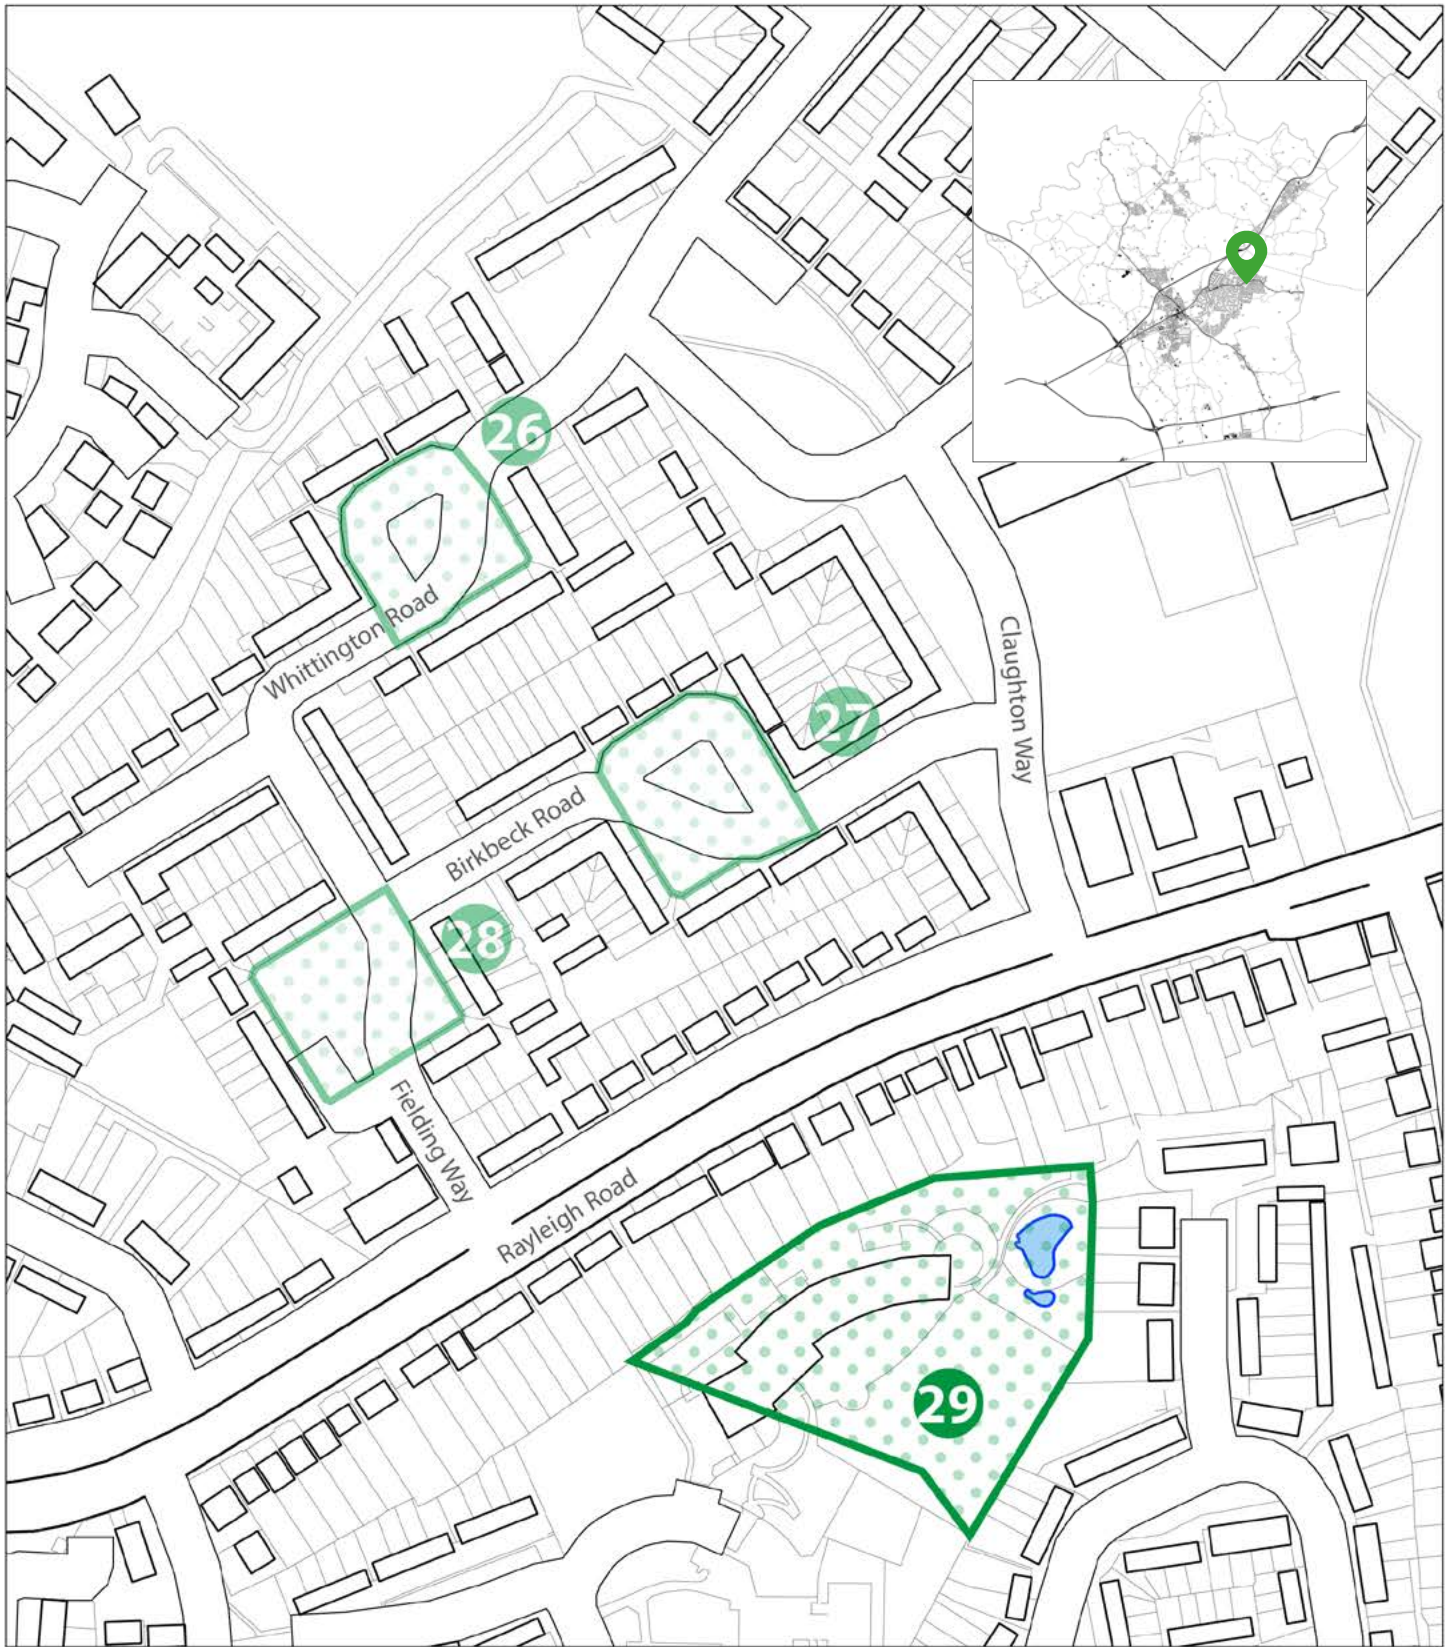 26
Whittington Road
Claughton Way
27
Birkbeck Road
28
Fielding Way
Rayleigh Road
29